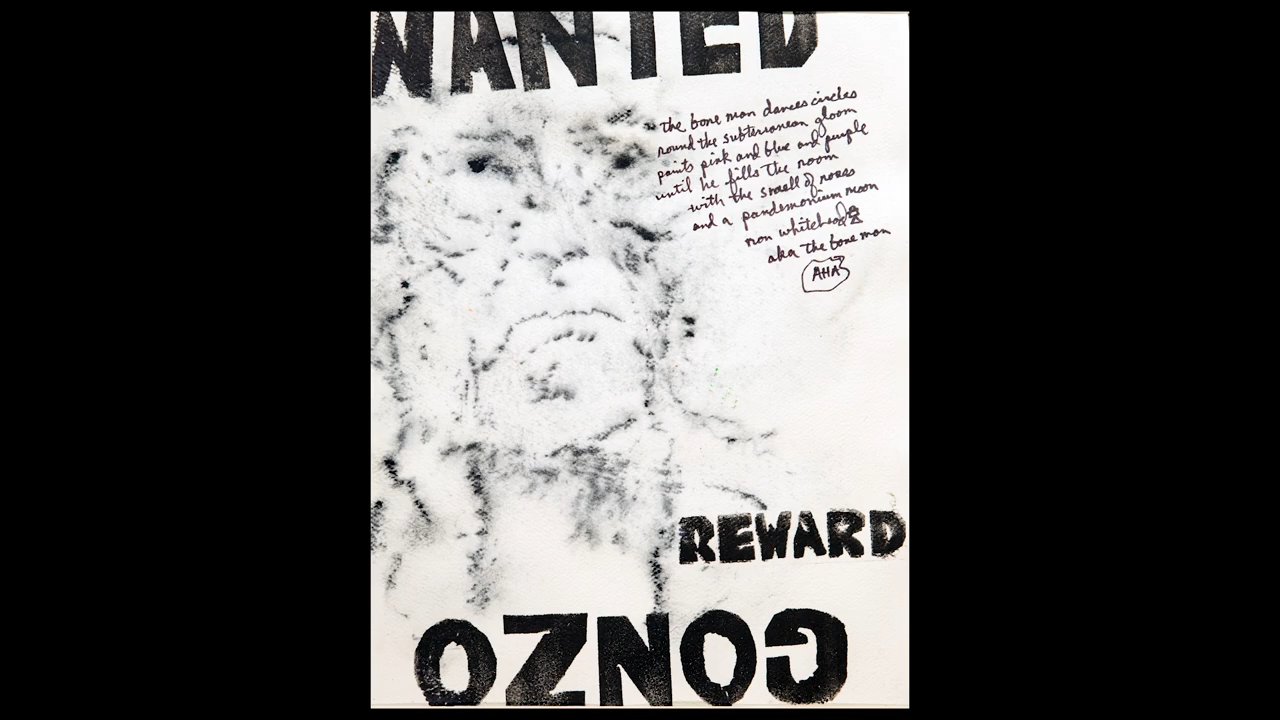 WANTED
the bone man dances circles
round the subterranean gloom
paints pink and blue and purple
until he fills the room
with the smell of roses
and a pandemonium moon
ron whitehead
aka the bone man
AHA
REWARD
OZNOG